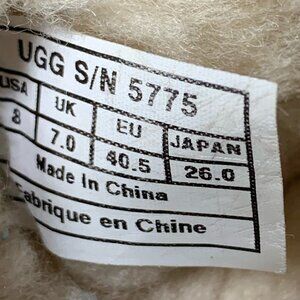 UGG S/N 5775
USA UK EU JAPAN
8 7.0 40.5 26.0
Made In China
Fabrique en Chine